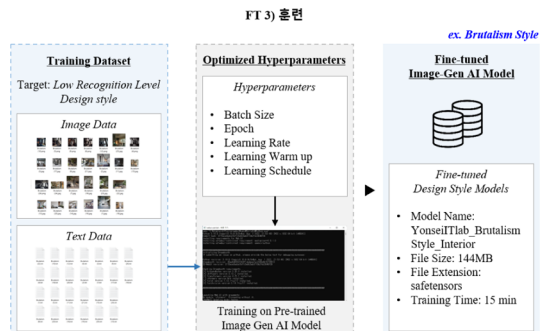 FT 3) 훈련
ex. Brutalism Style
Training Dataset
Target: Low Recognition Level
Design style
Image Data
Text Data
Optimized Hyperparameters
Hyperparameters
• Batch Size
• Epoch
• Learning Rate
• Learning Warm up
• Learning Schedule
Training on Pre-trained
Image Gen AI Model
Fine-tuned
Image-Gen AI Model
Fine-tuned
Design Style Models
• Model Name:
YonseiITlab_Brutalism
Style_Interior
• File Size: 144MB
• File Extension:
safetensors
• Training Time: 15 min